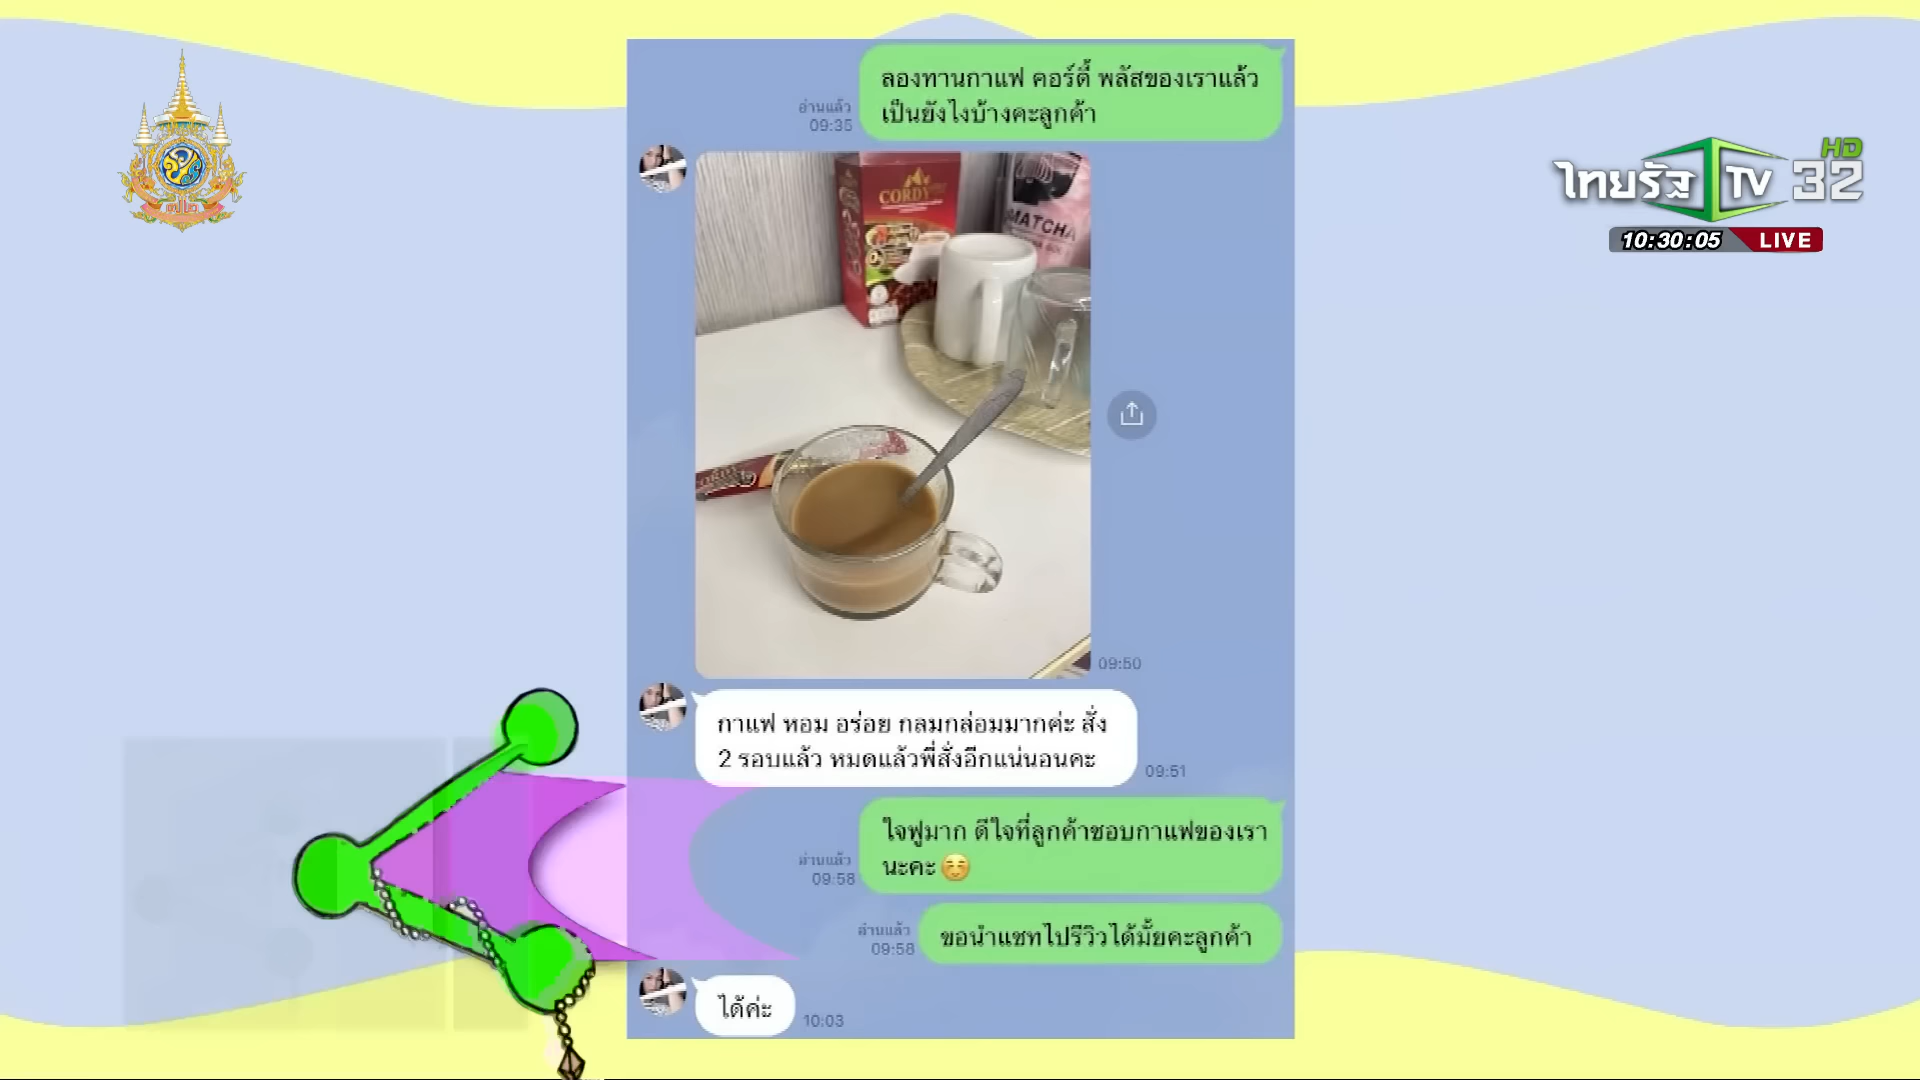 ลองทานกาแฟ คอร์ดี้ พลัสของเราแล้ว
เป็นยังไงบ้างคะลูกค้า
อ่านแล้ว
09:35
HD
ไทยรัฐ TV 32
10:30:05 LIVE
CORDY
MATCHA
09:50
กาแฟ หอม อร่อย กลมกล่อมมากค่ะ สั่ง
2 รอบแล้ว หมดแล้วพี่สั่งอีกแน่นอนคะ
09:51
ใจฟูมาก ดีใจที่ลูกค้าชอบกาแฟของเรา
นะคะ ☺️
อ่านแล้ว
09:58
ขอนำแชทไปรีวิวได้มั้ยคะลูกค้า
อ่านแล้ว
09:58
ได้ค่ะ
10:03